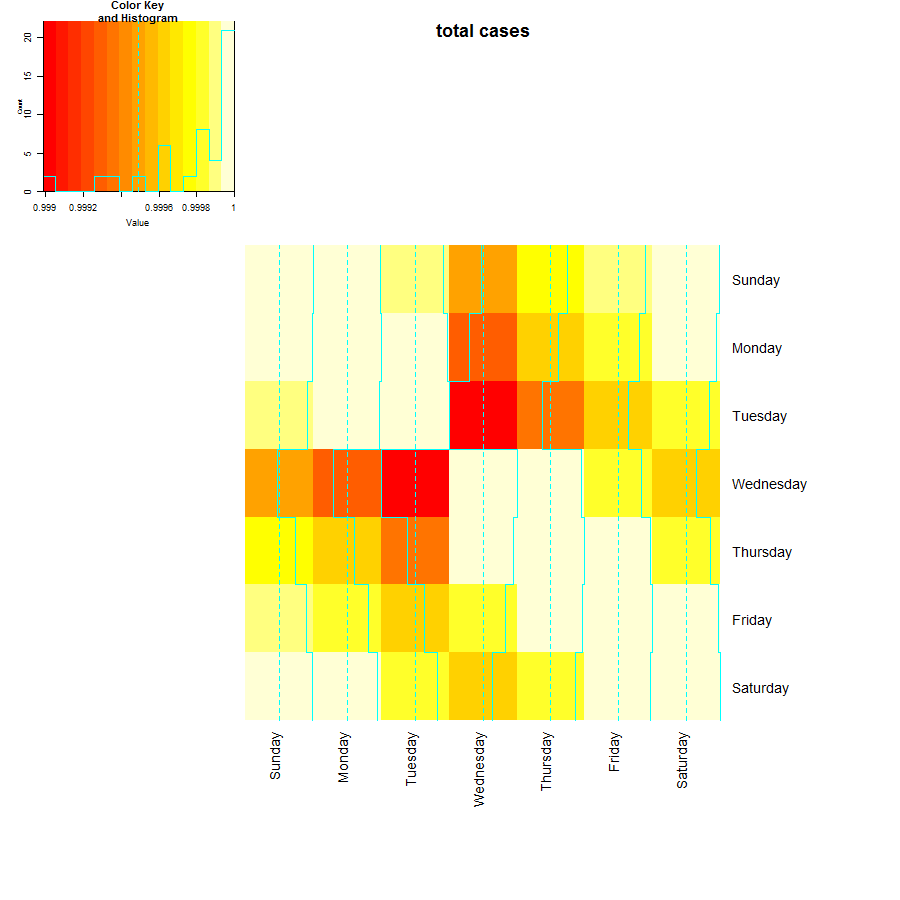 Color Key
and Histogram
total cases
Count
0 5 10 15 20
0.999 0.9992 0.9996 0.9998 1
Value
Sunday
Monday
Tuesday
Wednesday
Thursday
Friday
Saturday
Sunday Monday Tuesday Wednesday Thursday Friday Saturday